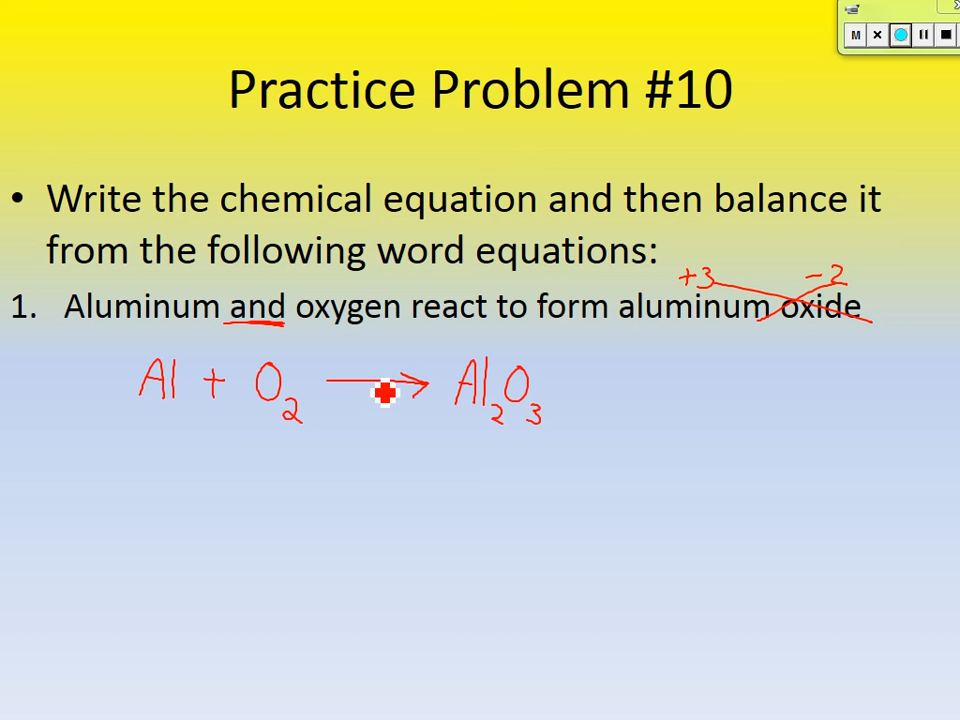 Practice Problem #10
• Write the chemical equation and then balance it
from the following word equations:
+3 -2
1. Aluminum and oxygen react to form aluminum oxide
Al + O₂ → Al₂O₃
M